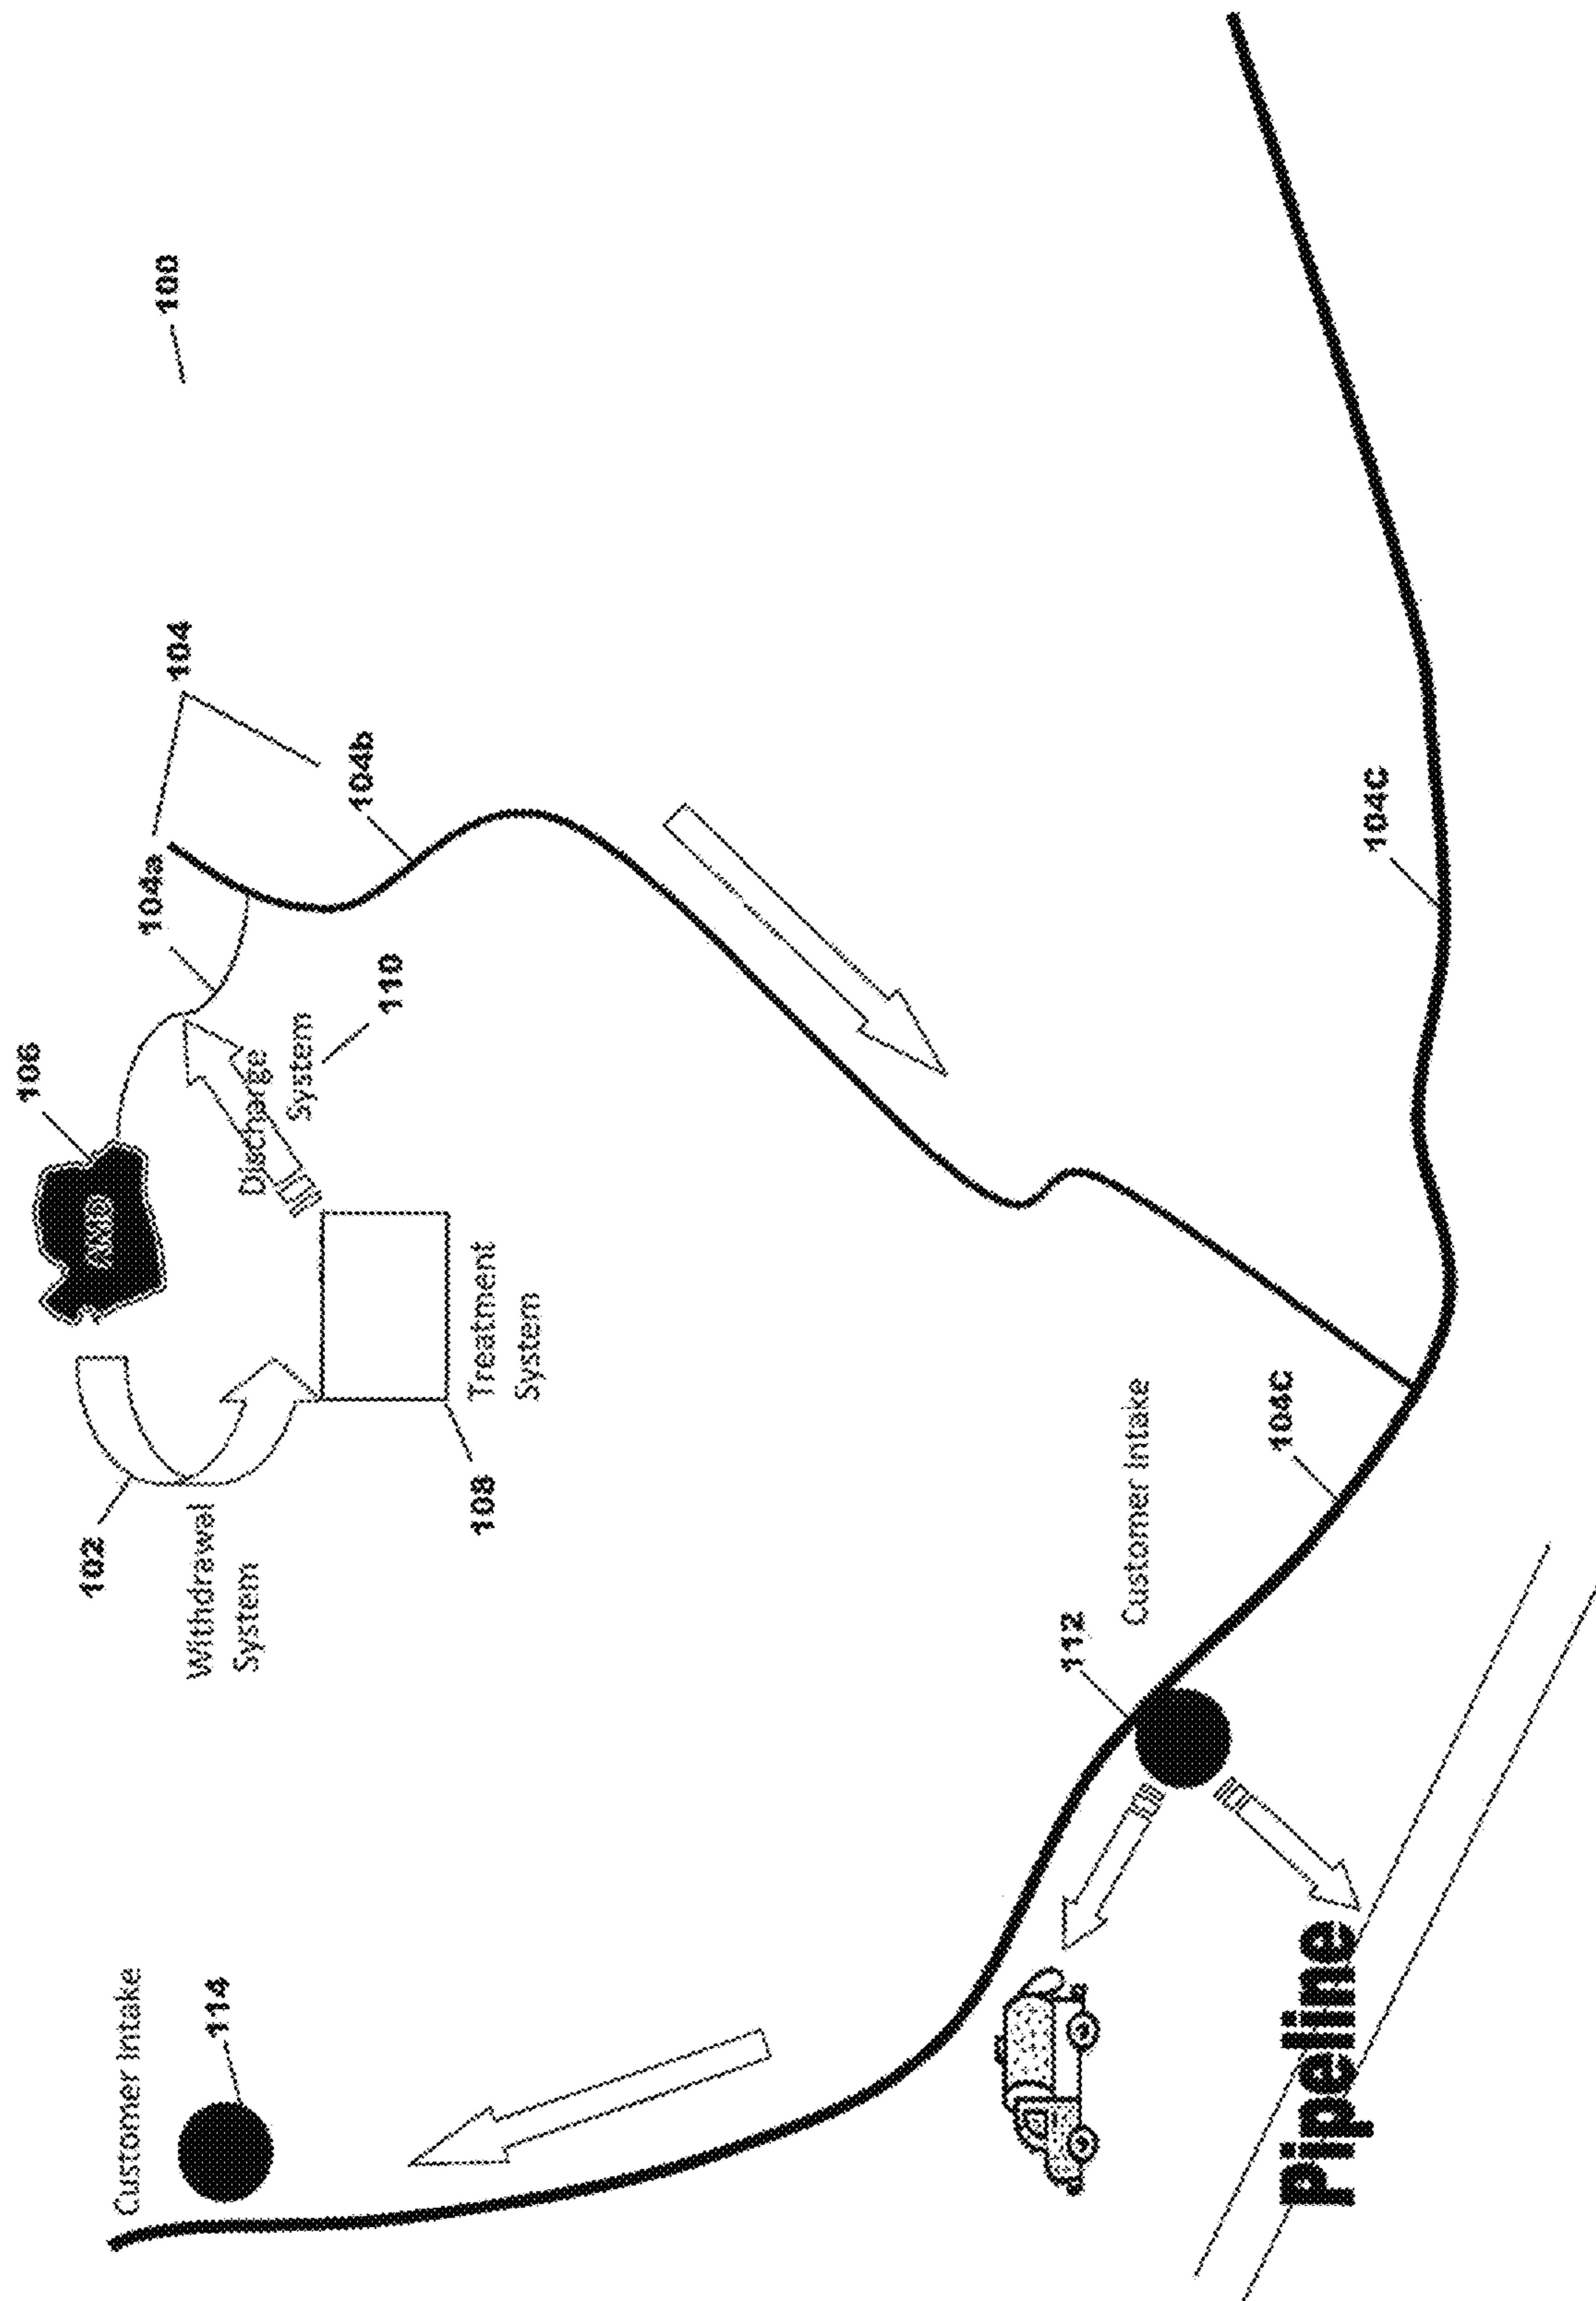 106
102
AMD
Customer Intake
114
Withdrawal
System
104a
104
100
Discharge
System
110
104b
108
Treatment
System
112
Customer Intake
104C
104C
Pipeline